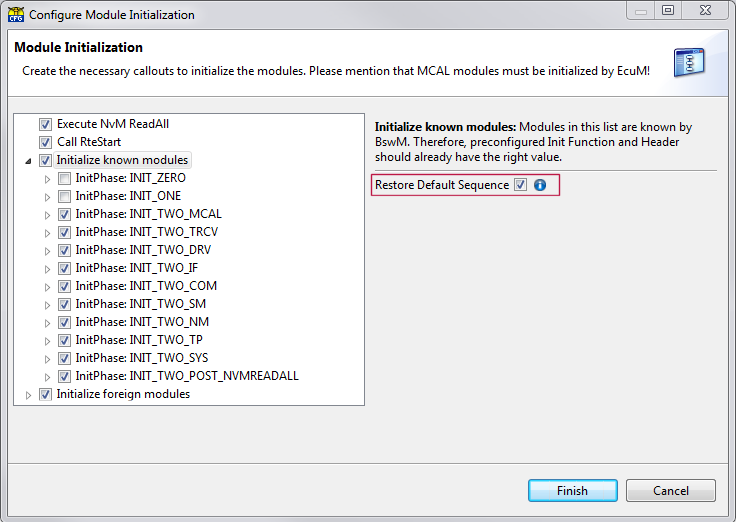 Configure Module Initialization
Module Initialization
Create the necessary callouts to initialize the modules. Please mention that MCAL modules must be initialized by EcuM!
Execute NvM ReadAll
Call RteStart
Initialize known modules
InitPhase: INIT_ZERO
InitPhase: INIT_ONE
InitPhase: INIT_TWO_MCAL
InitPhase: INIT_TWO_TRCV
InitPhase: INIT_TWO_DRV
InitPhase: INIT_TWO_IF
InitPhase: INIT_TWO_COM
InitPhase: INIT_TWO_SM
InitPhase: INIT_TWO_NM
InitPhase: INIT_TWO_TP
InitPhase: INIT_TWO_SYS
InitPhase: INIT_TWO_POST_NVMREADALL
Initialize foreign modules
Initialize known modules: Modules in this list are known by
BswM. Therefore, preconfigured Init Function and Header
should already have the right value.
Restore Default Sequence
Finish
Cancel